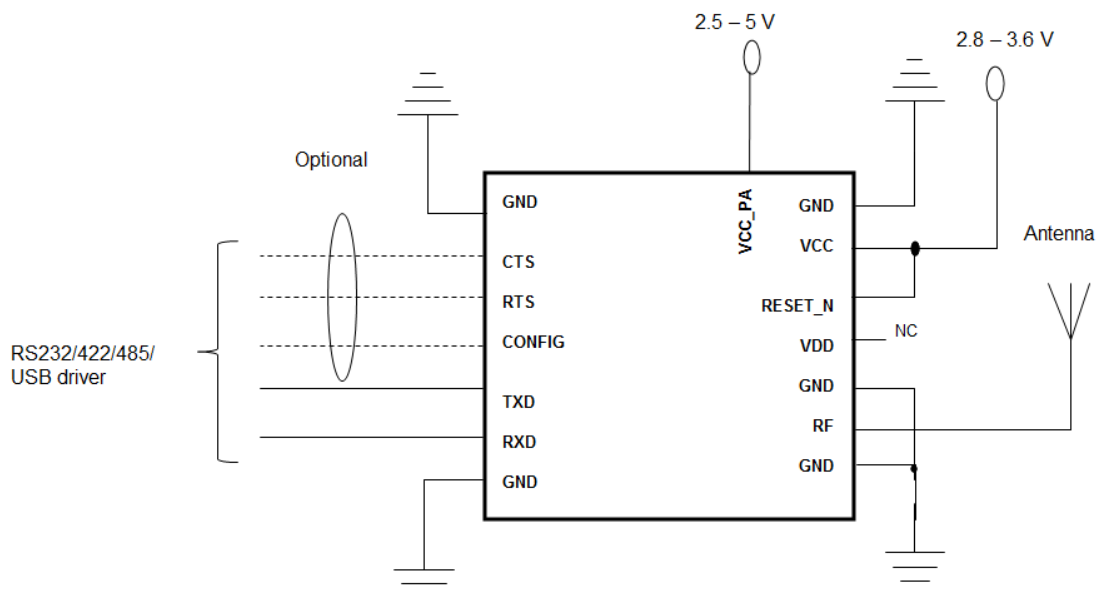 2.5 – 5 V
2.8 – 3.6 V
Optional
GND
CTS
RTS
CONFIG
TXD
RXD
GND
VCC_PA
GND
VCC
RESET_N
VDD
GND
RF
GND
NC
Antenna
RS232/422/485/
USB driver